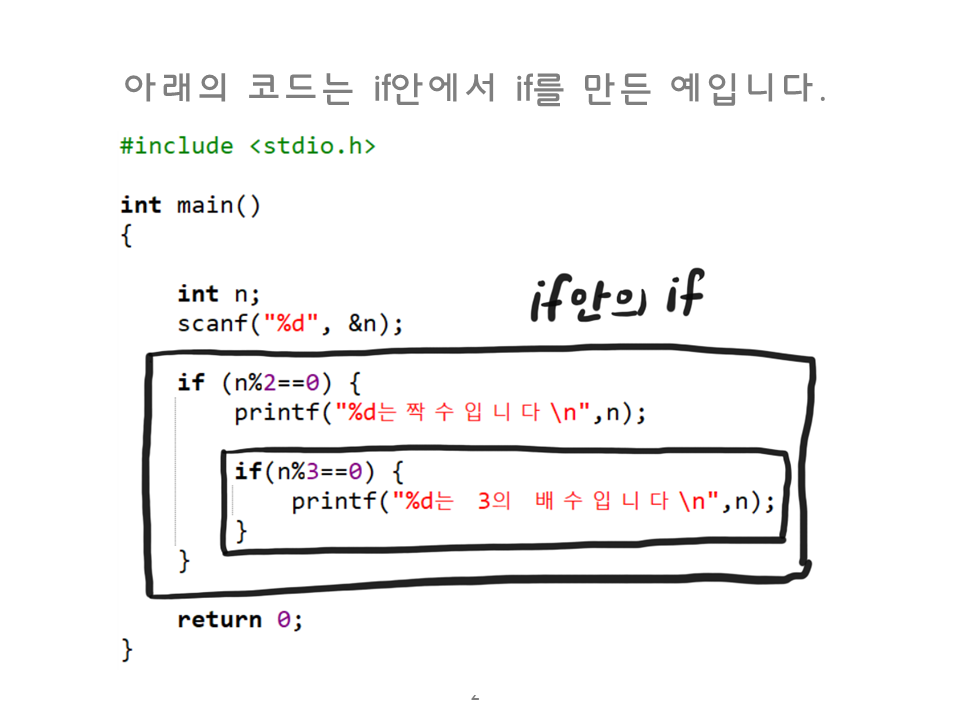 아래의 코드는 if안에서 if를 만든 예입니다.
#include <stdio.h>
int main()
{
int n;
if안의 if
scanf("%d", &n);
if (n%2==0) {
printf("%d는 짝수입니다\n",n);
if(n%3==0) {
printf("%d는 3의 배수입니다\n",n);
}
}
return 0;
}